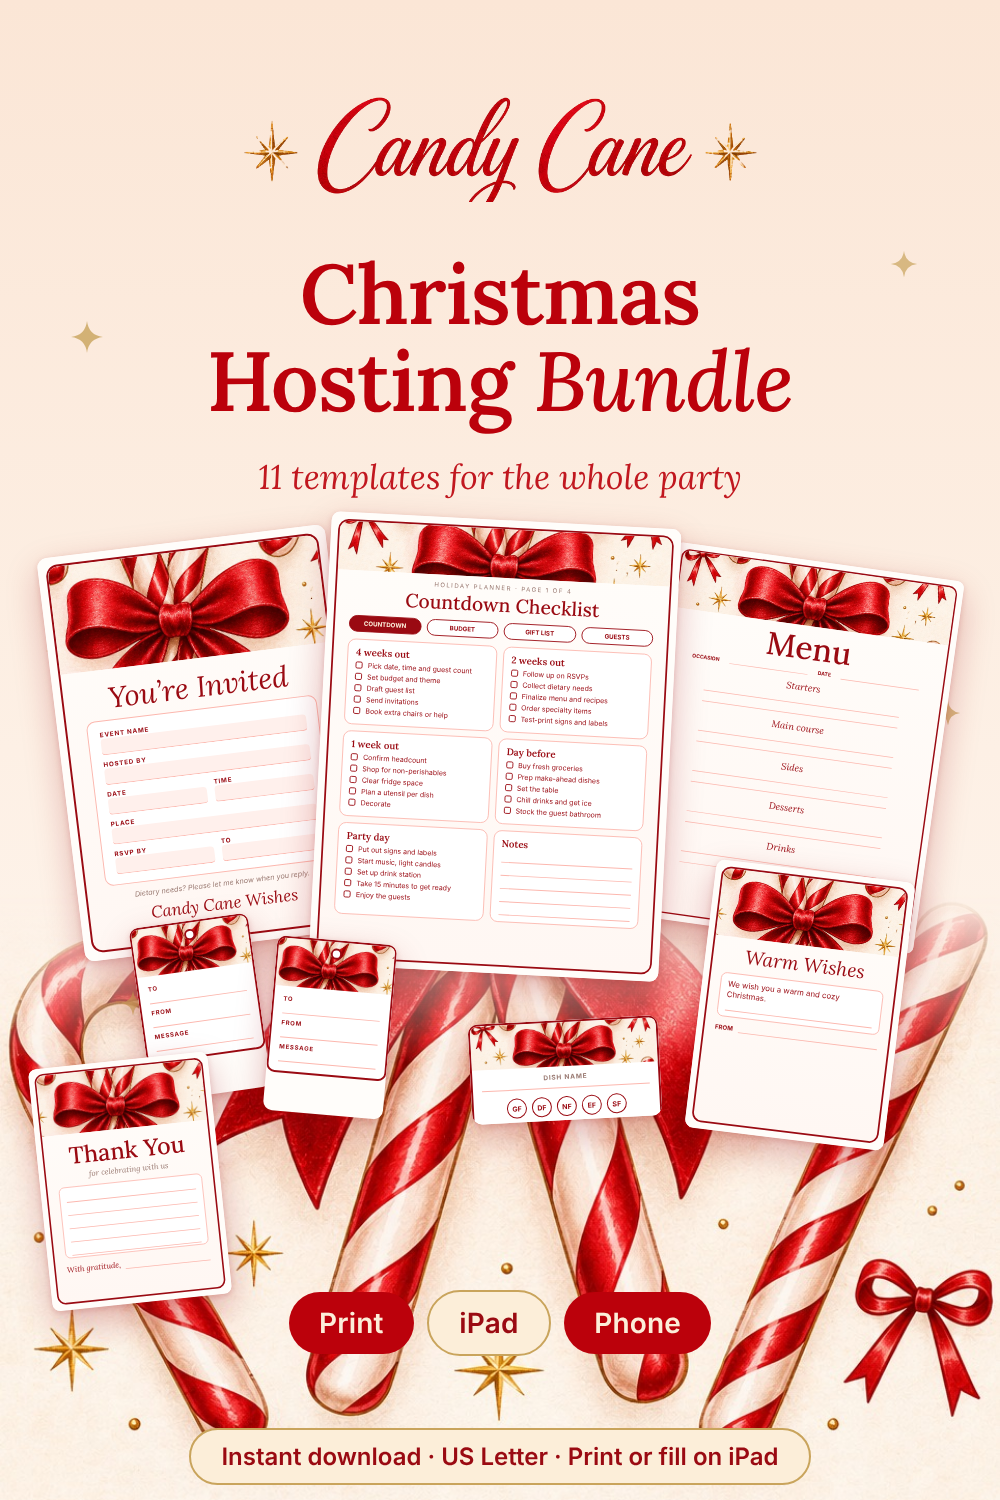 Candy Cane
Christmas
Hosting Bundle
11 templates for the whole party
You're Invited
EVENT NAME
HOSTED BY
DATE
TIME
PLACE
RSVP BY
TO
Dietary needs? Please let me know when you reply.
Candy Cane Wishes
HOLIDAY PLANNER · PAGE 1 OF 4
Countdown Checklist
COUNTDOWN
BUDGET
GIFT LIST
GUESTS
4 weeks out
Pick date, time and guest count
Set budget and theme
Draft guest list
Send invitations
Book extra chairs or help
2 weeks out
Follow up on RSVPs
Collect dietary needs
Finalize menu and recipes
Order specialty items
Test-print signs and labels
1 week out
Confirm headcount
Shop for non-perishables
Clear fridge space
Plan a utensil per dish
Decorate
Day before
Buy fresh groceries
Prep make-ahead dishes
Set the table
Chill drinks and get ice
Stock the guest bathroom
Party day
Put out signs and labels
Start music, light candles
Set up drink station
Take 15 minutes to get ready
Enjoy the guests
Notes
Menu
OCCASION
DATE
Starters
Main course
Sides
Desserts
Drinks
TO
FROM
MESSAGE
TO
FROM
MESSAGE
DISH NAME
GF DF NF EF SF
Warm Wishes
We wish you a warm and cozy
Christmas.
FROM
Thank You
for celebrating with us
With gratitude,
Print
iPad
Phone
Instant download · US Letter · Print or fill on iPad